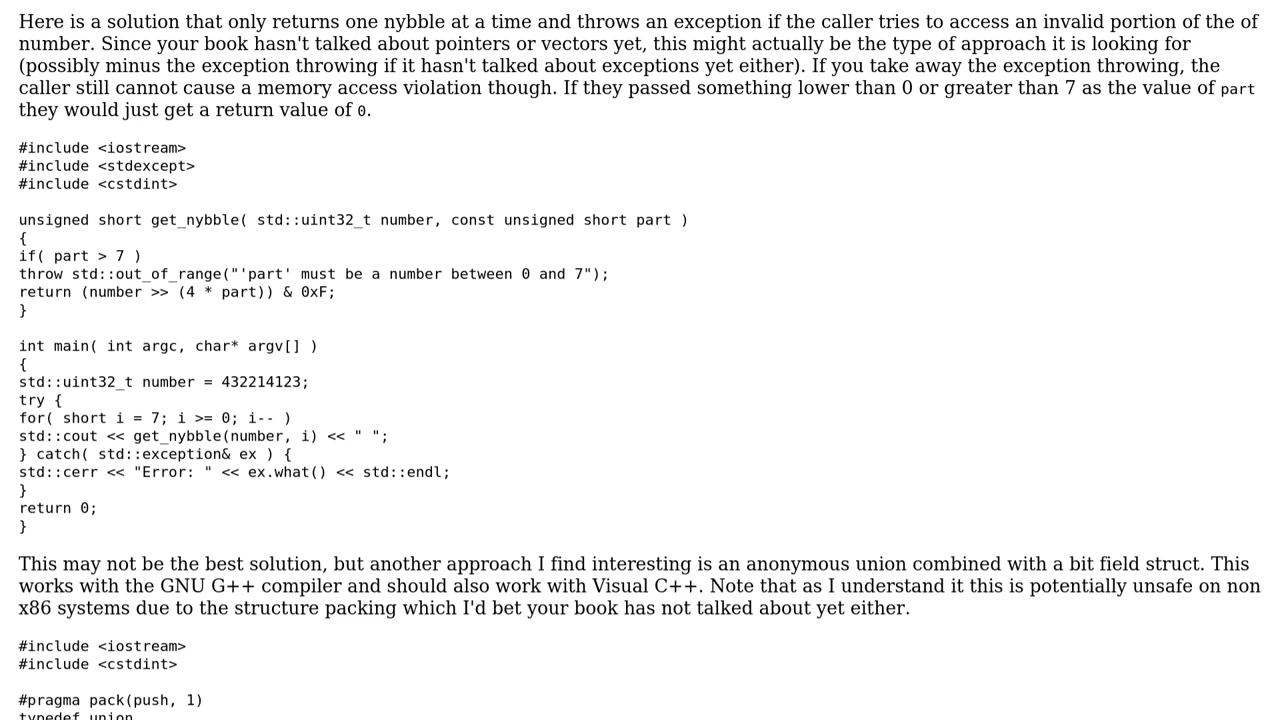 Here is a solution that only returns one nybble at a time and throws an exception if the caller tries to access an invalid portion of the of
number. Since your book hasn't talked about pointers or vectors yet, this might actually be the type of approach it is looking for
(possibly minus the exception throwing if it hasn't talked about exceptions yet either). If you take away the exception throwing, the
caller still cannot cause a memory access violation though. If they passed something lower than 0 or greater than 7 as the value of part
they would just get a return value of 0.
#include <iostream>
#include <stdexcept>
#include <cstdint>
unsigned short get_nybble( std::uint32_t number, const unsigned short part )
{
if( part > 7 )
throw std::out_of_range("'part' must be a number between 0 and 7");
return (number >> (4 * part)) & 0xF;
}
int main( int argc, char* argv[] )
{
std::uint32_t number = 432214123;
try {
for( short i = 7; i >= 0; i-- )
std::cout << get_nybble(number, i) << " ";
} catch( std::exception& ex ) {
std::cerr << "Error: " << ex.what() << std::endl;
}
return 0;
}
This may not be the best solution, but another approach I find interesting is an anonymous union combined with a bit field struct. This
works with the GNU G++ compiler and should also work with Visual C++. Note that as I understand it this is potentially unsafe on non
x86 systems due to the structure packing which I'd bet your book has not talked about yet either.
#include <iostream>
#include <cstdint>
#pragma pack(push, 1)
typedef union